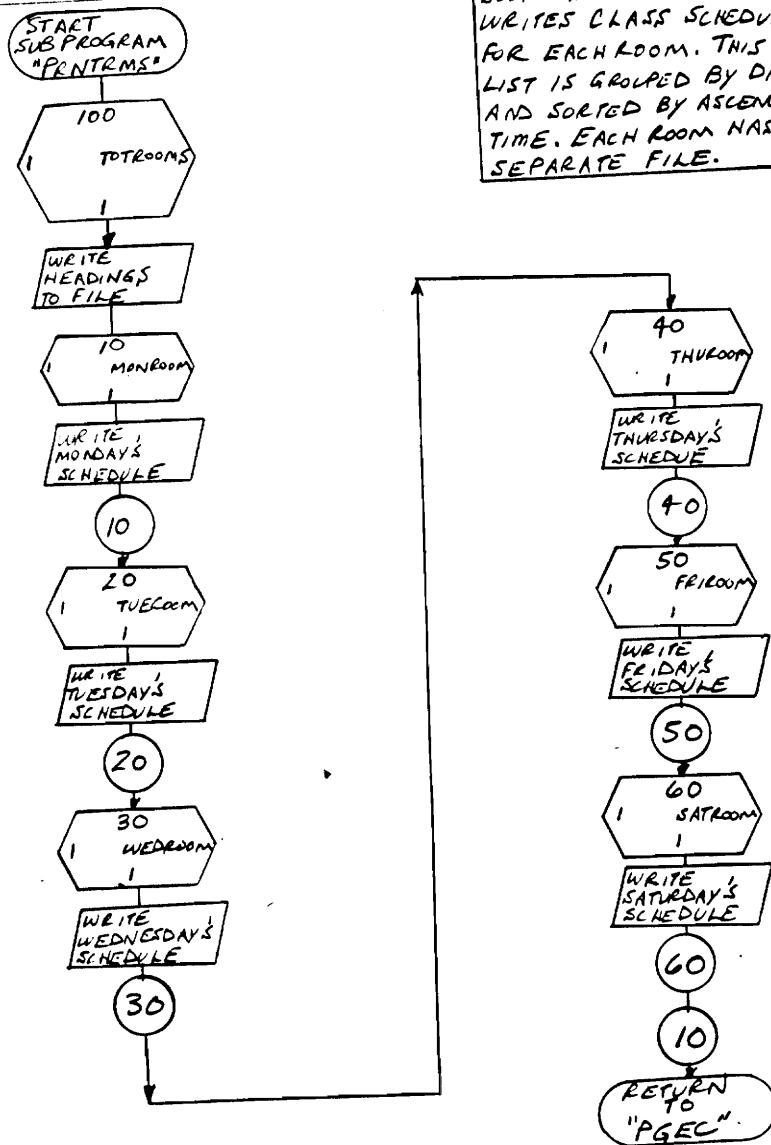 START
SUBPROGRAM
"PRNTRMS"
WRITES CLASS
FOR EACH ROOM. THIS
LIST IS GROUPED BY
AND SORTED BY
TIME. EACH ROOM HAS
SEPARATE FILE.
100
1 TOTROOMS
1
WRITE
HEADINGS
TO FILE
10
1 MONROOM
1
WRITE
MONDAY'S
SCHEDULE
10
20
1 TUEROOM
1
WRITE
TUESDAY'S
SCHEDULE
20
30
1 WEDROOM
1
WRITE
WEDNESDAY'S
SCHEDULE
30
40
1 THUROOM
1
WRITE
THURSDAY'S
SCHEDUE
40
50
1 FRIROOM
1
WRITE
FRIDAY'S
SCHEDULE
50
60
1 SATROOM
1
WRITE
SATURDAY'S
SCHEDULE
60
10
RETURN
TO
"PGEC"